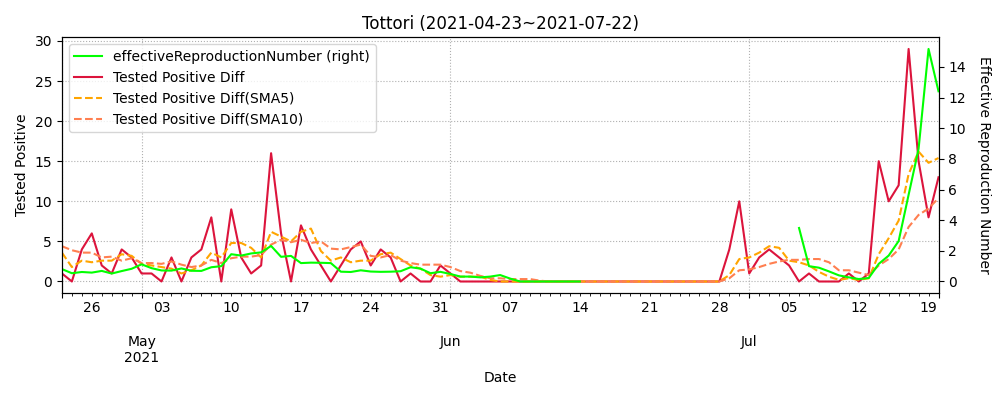 Tottori (2021-04-23~2021-07-22)
effectiveReproductionNumber (right)
Tested Positive Diff
Tested Positive Diff(SMA5)
Tested Positive Diff(SMA10)
Tested Positive
30
25
20
15
10
5
0
Effective Reproduction Number
14
12
10
8
6
4
2
0
26 03 10 17 24 31 07 14 21 28 05 12 19
May Jun Jul
2021
Date